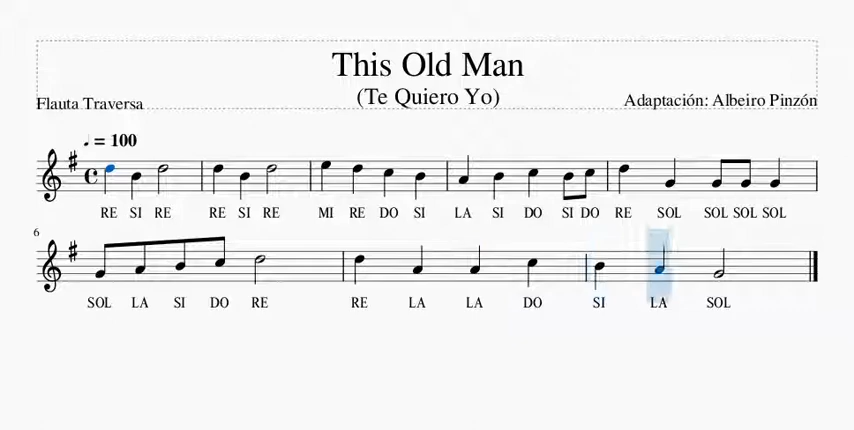 This Old Man
(Te Quiero Yo)
Flauta Traversa
Adaptación: Albeiro Pinzón
♩ = 100
RE SI RE RE SI RE MI RE DO SI LA SI DO SI DO RE SOL SOL SOL SOL
6
SOL LA SI DO RE RE LA LA DO SI LA SOL